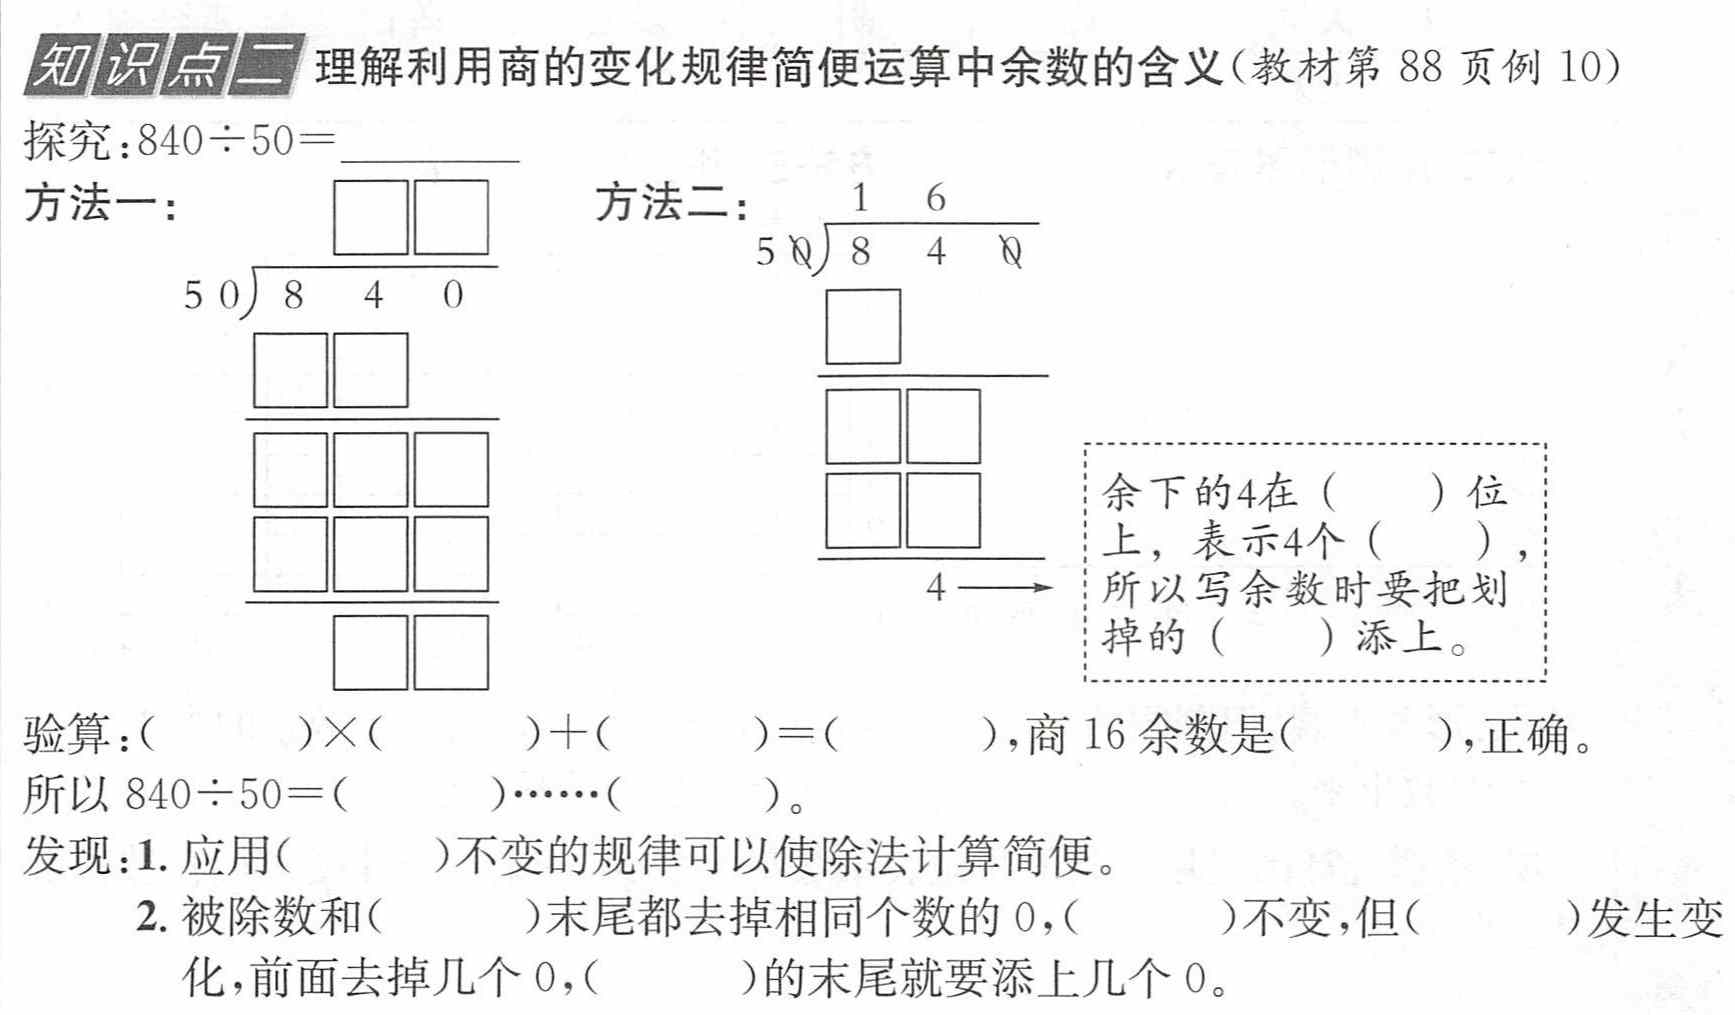 知识点二 理解利用商的变化规律简便运算中余数的含义(教材第 88 页例 10)
探究:840÷50=
方法一:
50)8 4 0
方法二:
1 6
50)8 4 0
4
余下的4在( )位
上，表示4个( )，
所以写余数时要把划
掉的( )添上。
验算:( )×( )+( )=( ),商 16 余数是( ),正确。
所以 840÷50=( )……( )。
发现:1. 应用( )不变的规律可以使除法计算简便。
2. 被除数和( )末尾都去掉相同个数的 0,( )不变,但( )发生变
化,前面去掉几个 0,( )的末尾就要添上几个 0。